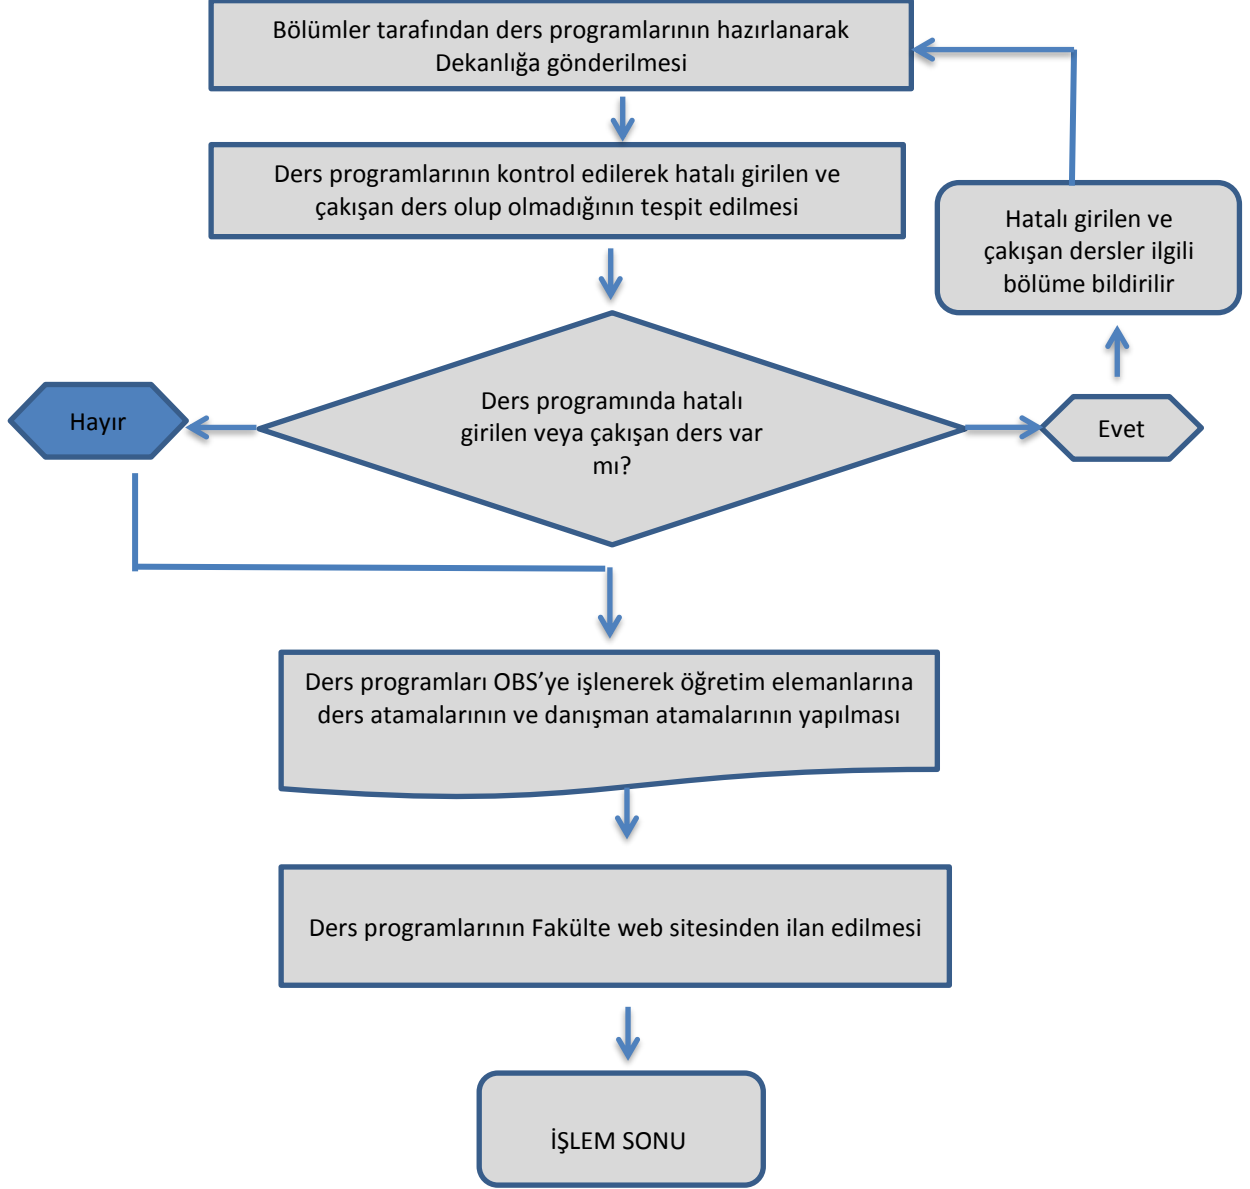 Bölümler tarafından ders programlarının hazırlanarak
Dekanlığa gönderilmesi
Ders programlarının kontrol edilerek hatalı girilen ve
çakışan ders olup olmadığının tespit edilmesi
Hatalı girilen ve
çakışan dersler ilgili
bölüme bildirilir
Ders programında hatalı
girilen veya çakışan ders var
mı?
Hayır
Evet
Ders programları OBS’ye işlenerek öğretim elemanlarına
ders atamalarının ve danışman atamalarının yapılması
Ders programlarının Fakülte web sitesinden ilan edilmesi
İŞLEM SONU